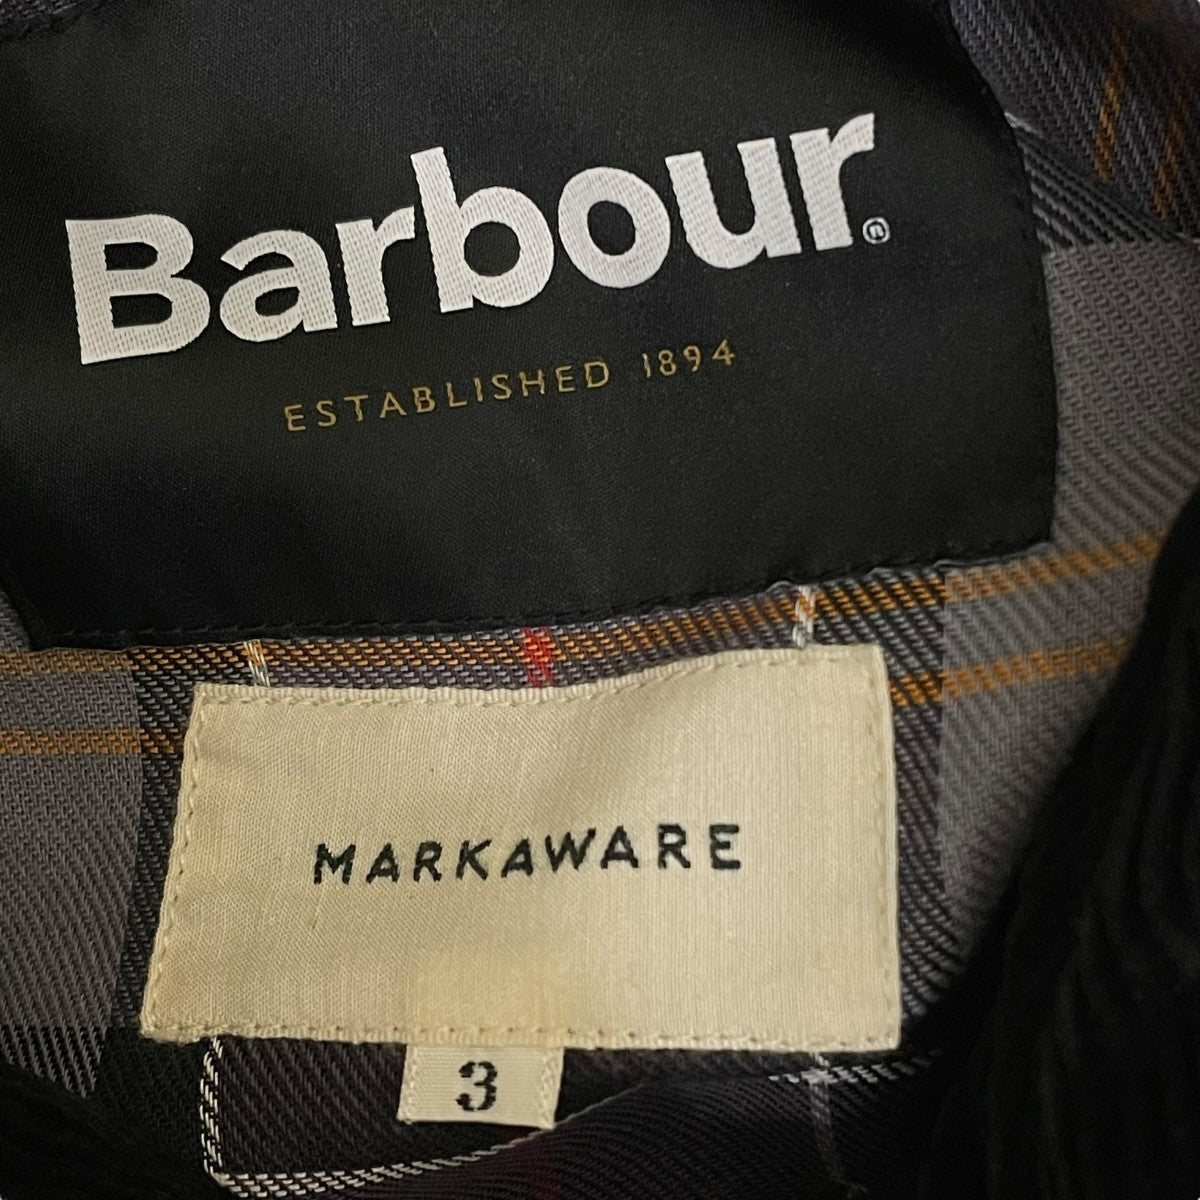 Barbour®
ESTABLISHED 1894
MARKAWARE
3